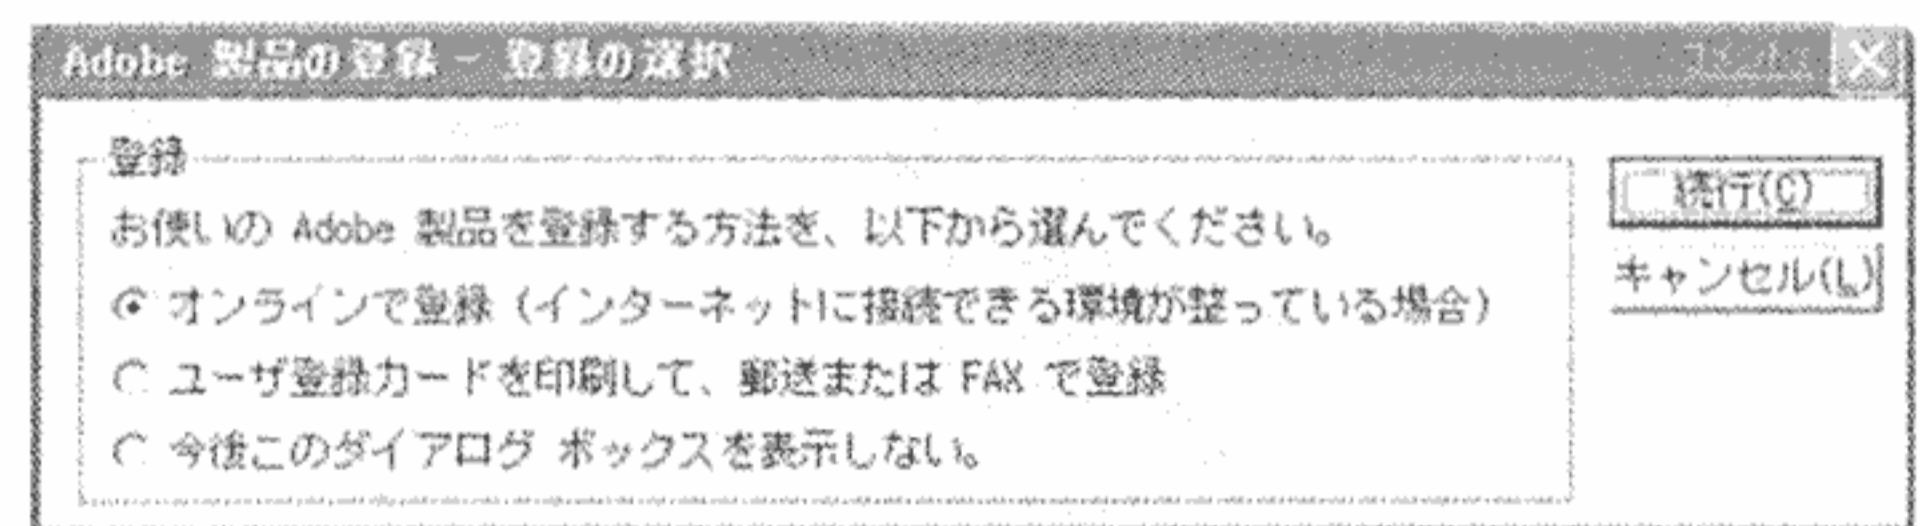 Adobe 製品の登録 - 登録の選択
登録
お使いの Adobe 製品を登録する方法を、以下から選んでください。
オンラインで登録（インターネットに接続できる環境が整っている場合）
ユーザ登録カードを印刷して、郵送または FAX で登録
今後このダイアログ ボックスを表示しない。
続行(C)
キャンセル(L)